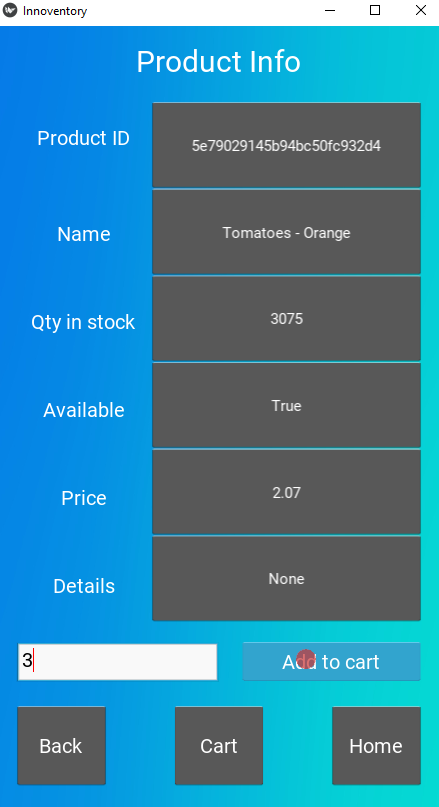 Innoventory
Product Info
Product ID
5e79029145b94bc50fc932d4
Name
Tomatoes - Orange
Qty in stock
3075
Available
True
Price
2.07
Details
None
3
Add to cart
Back
Cart
Home